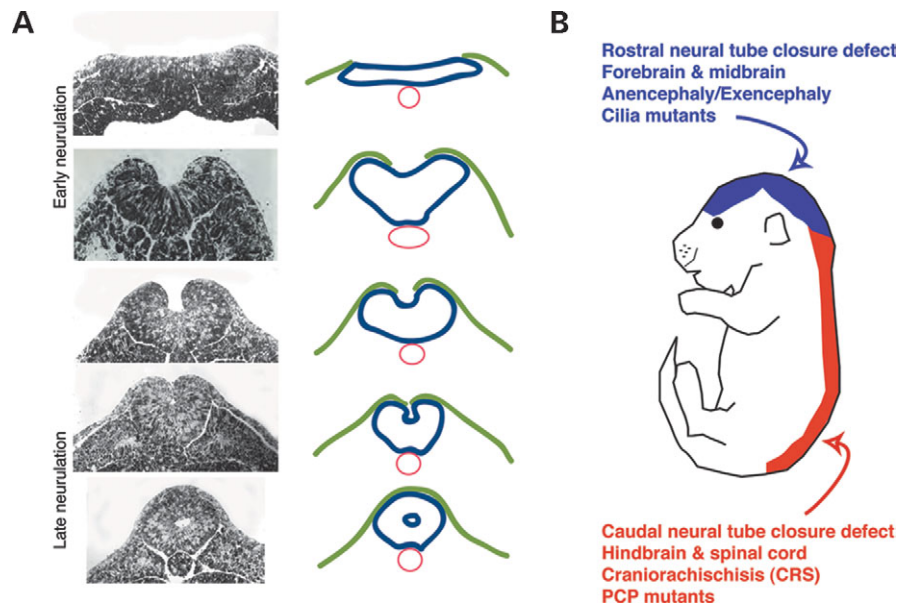 A
Early neurulation
Late neurulation
B
Rostral neural tube closure defect
Forebrain & midbrain
Anencephaly/Exencephaly
Cilia mutants
Caudal neural tube closure defect
Hindbrain & spinal cord
Craniorachischisis (CRS)
PCP mutants